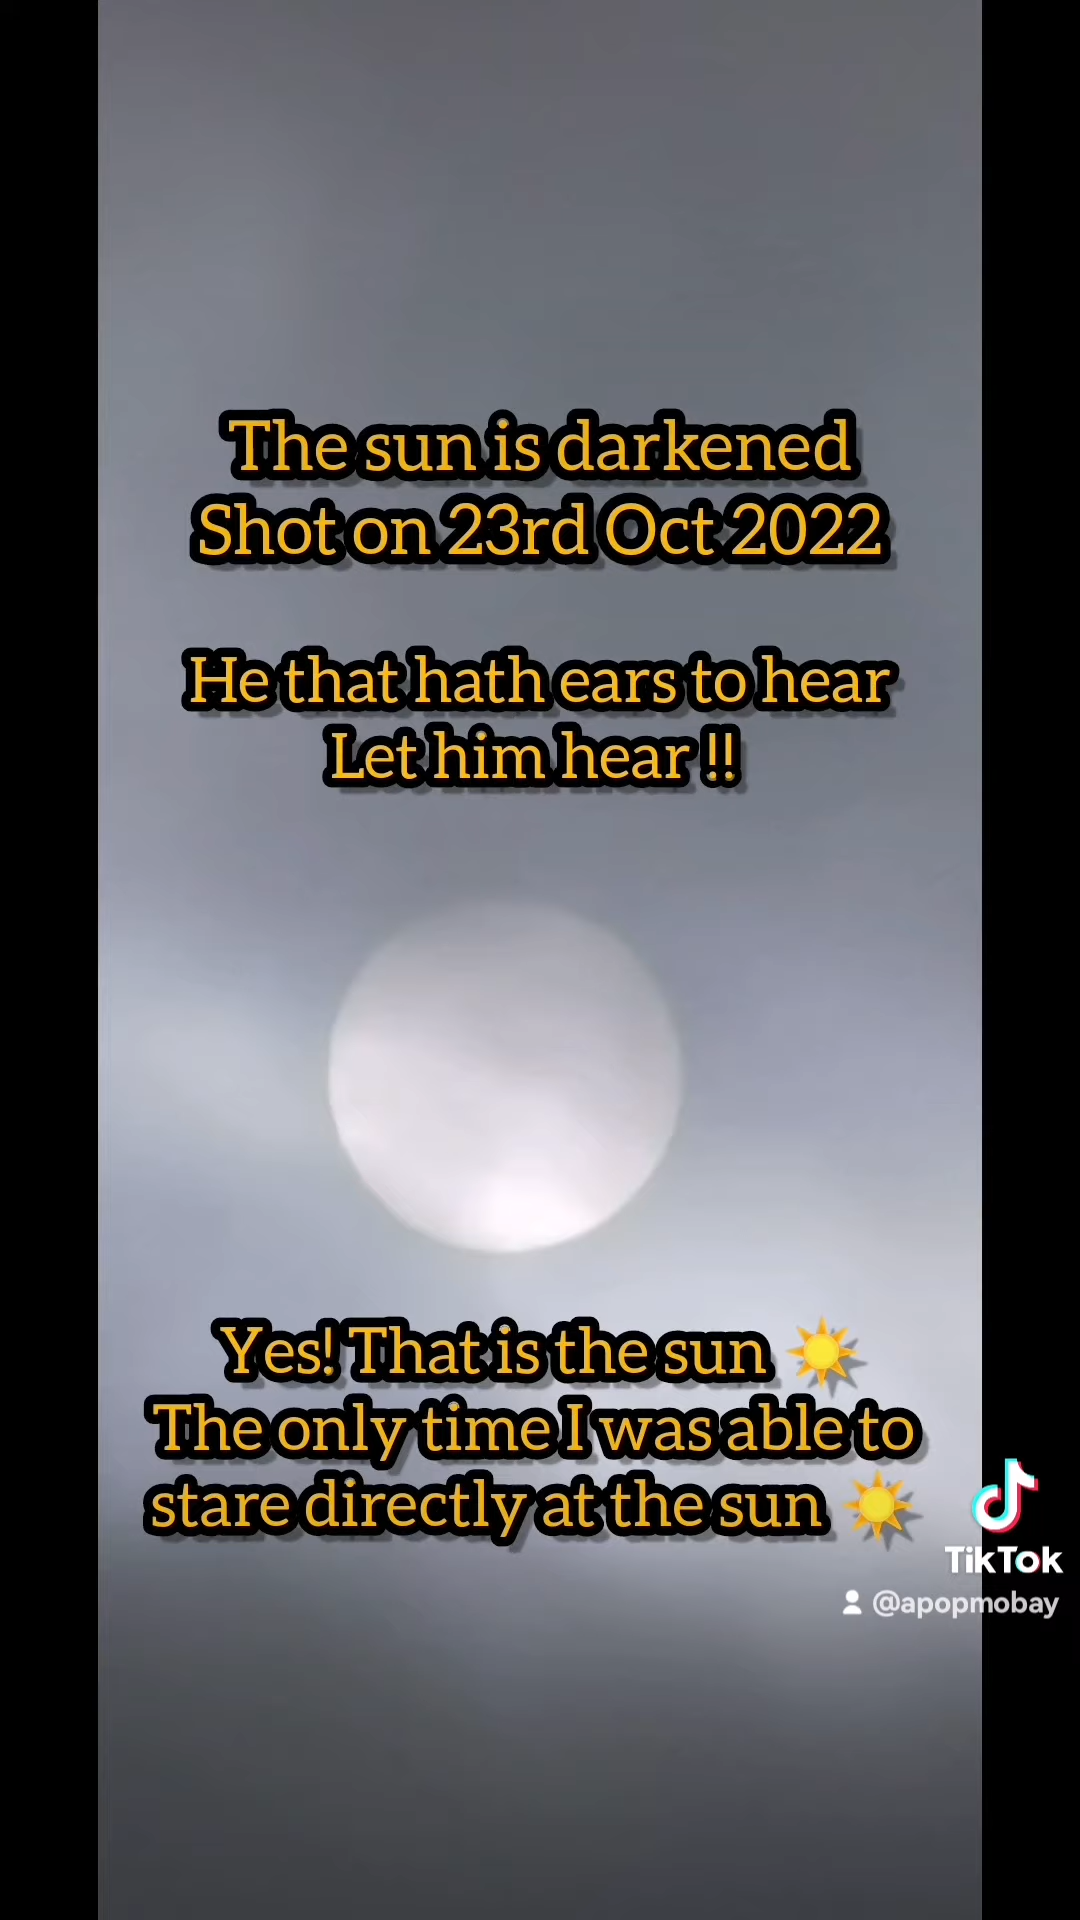 The sun is darkened
Shot on 23rd Oct 2022
He that hath ears to hear
Let him hear !!
Yes! That is the sun ☀️
The only time I was able to
stare directly at the sun ☀️
TikTok
@apopmobay